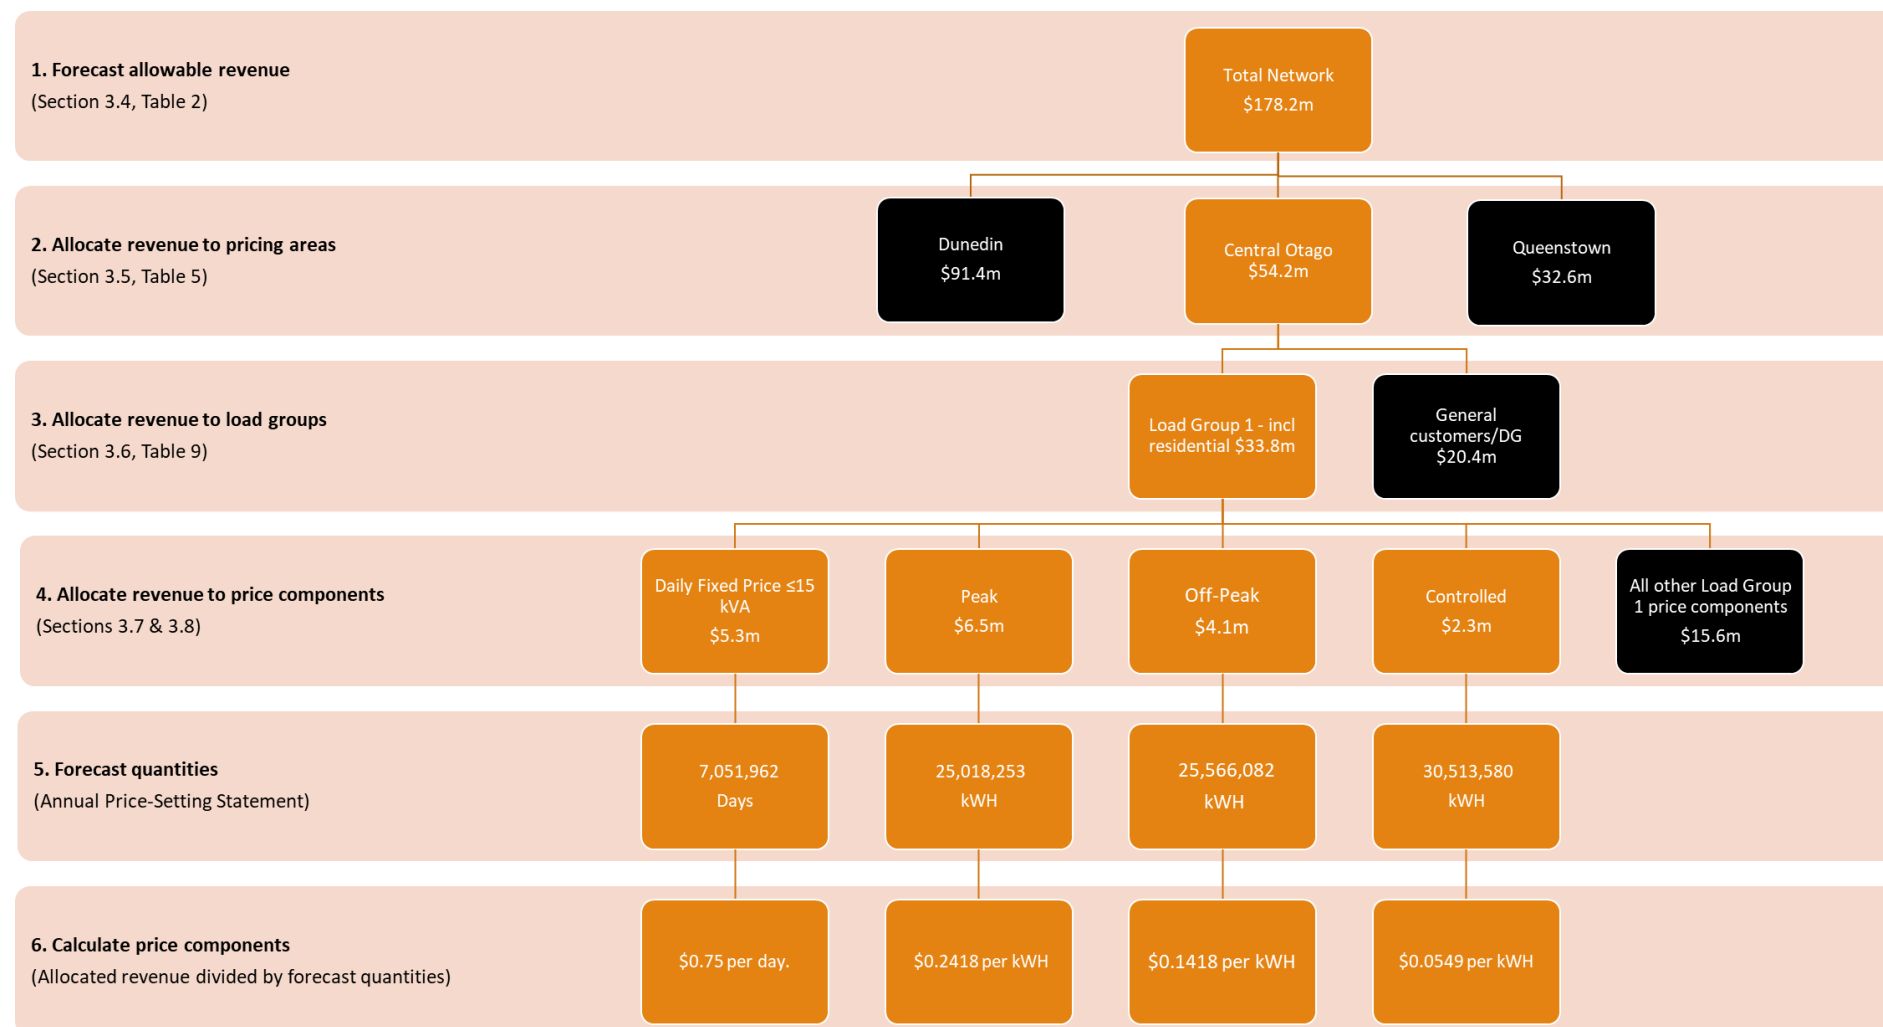 1. Forecast allowable revenue
(Section 3.4, Table 2)
Total Network
$178.2m
2. Allocate revenue to pricing areas
(Section 3.5, Table 5)
Dunedin
$91.4m
Central Otago
$54.2m
Queenstown
$32.6m
3. Allocate revenue to load groups
(Section 3.6, Table 9)
Load Group 1 - incl
residential $33.8m
General
customers/DG
$20.4m
4. Allocate revenue to price components
(Sections 3.7 & 3.8)
Daily Fixed Price ≤15
kVA
$5.3m
Peak
$6.5m
Off-Peak
$4.1m
Controlled
$2.3m
All other Load Group
1 price components
$15.6m
5. Forecast quantities
(Annual Price-Setting Statement)
7,051,962
Days
25,018,253
kWH
25,566,082
kWH
30,513,580
kWH
6. Calculate price components
(Allocated revenue divided by forecast quantities)
$0.75 per day.
$0.2418 per kWH
$0.1418 per kWH
$0.0549 per kWH